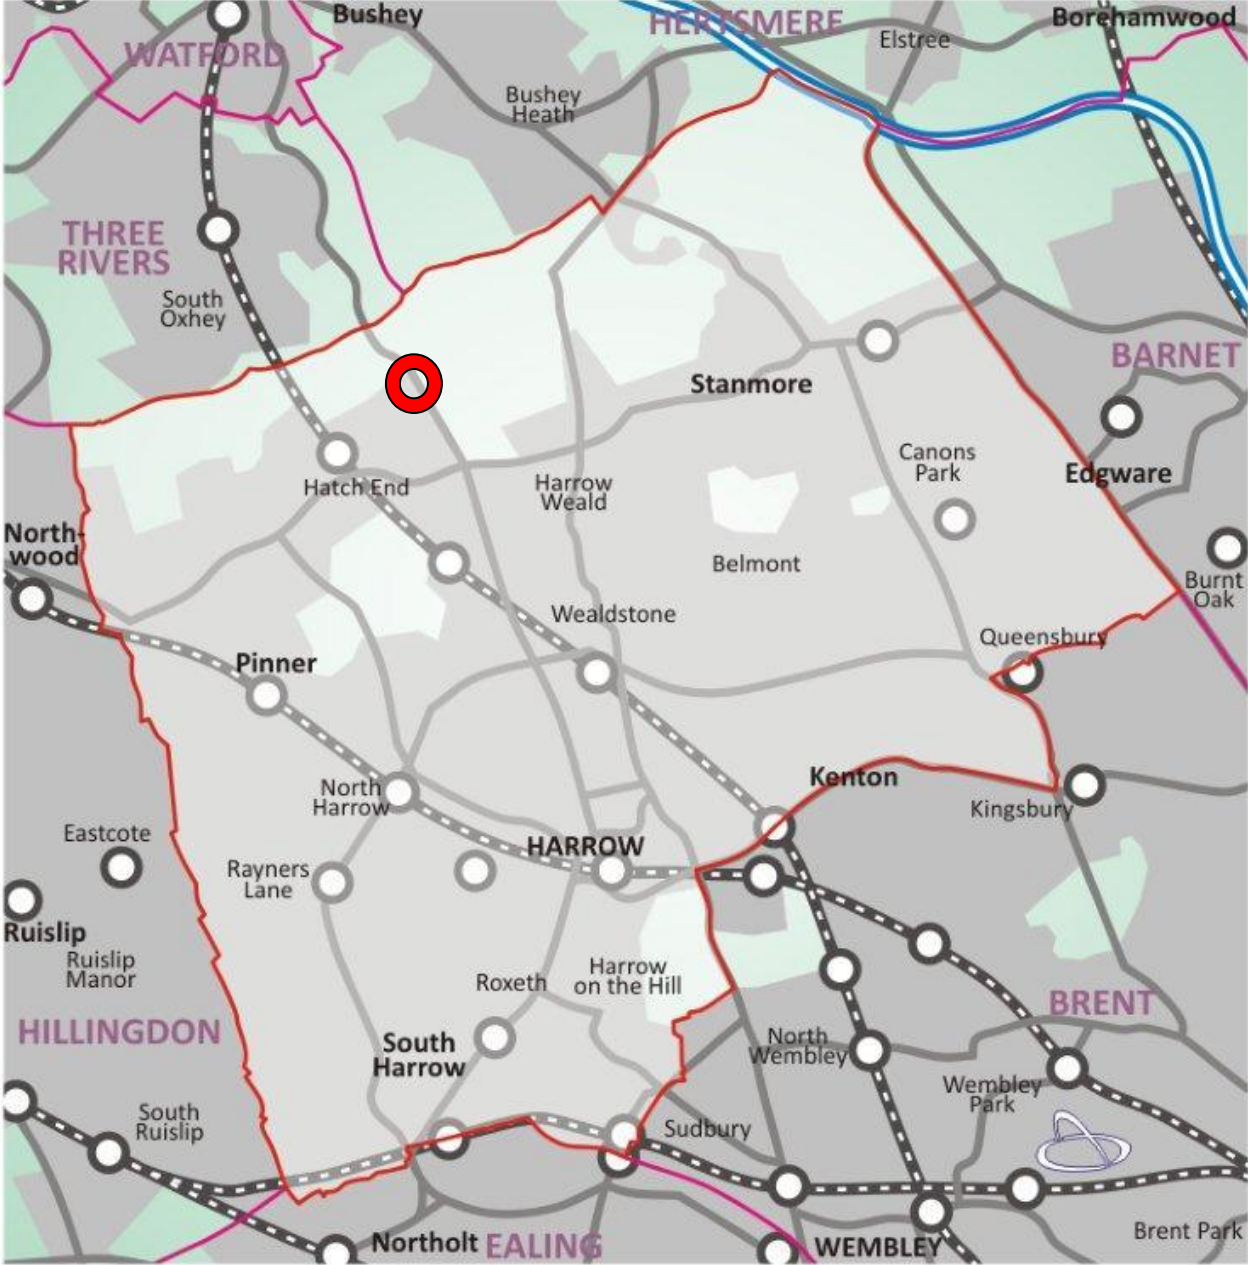 Bushey
HERTSMERE
Borehamwood
WATFORD
Elstree
Bushey
Heath
THREE
RIVERS
South
Oxhey
BARNET
Stanmore
Canons
Park
Edgware
Hatch End
Harrow
Weald
North-
wood
Belmont
Burnt
Oak
Wealdstone
Queensbury
Pinner
Kenton
North
Harrow
Kingsbury
Eastcote
HARROW
Rayners
Lane
Ruislip
Ruislip
Manor
Roxeth
Harrow
on the Hill
BRENT
HILLINGDON
South
Harrow
North
Wembley
Wembley
Park
South
Ruislip
Sudbury
Brent Park
Northolt
EALING
WEMBLEY